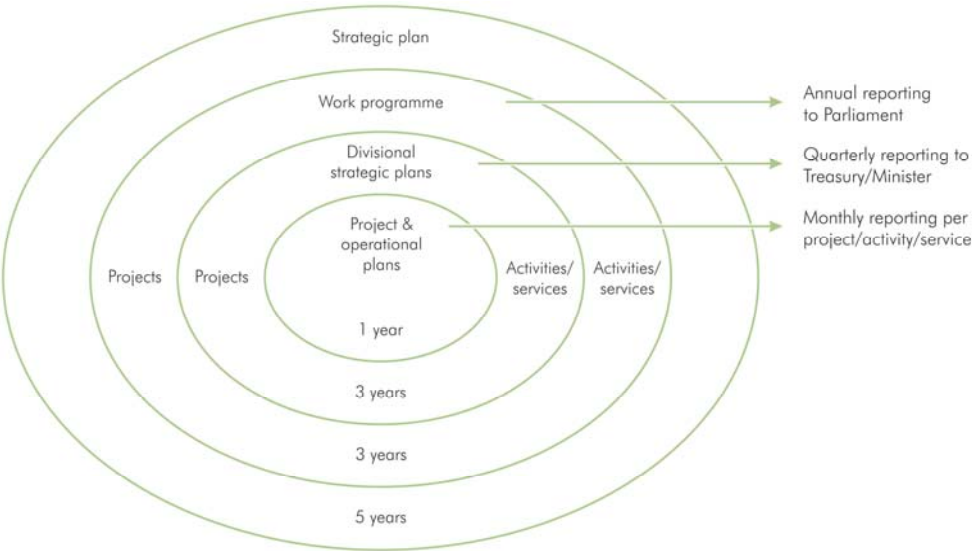 Strategic plan
Work programme
Annual reporting
to Parliament
Divisional
strategic plans
Quarterly reporting to
Treasury/Minister
Project &
operational
plans
Monthly reporting per
project/activity/service
Projects
Projects
Activities/
services
Activities/
services
1 year
3 years
3 years
5 years